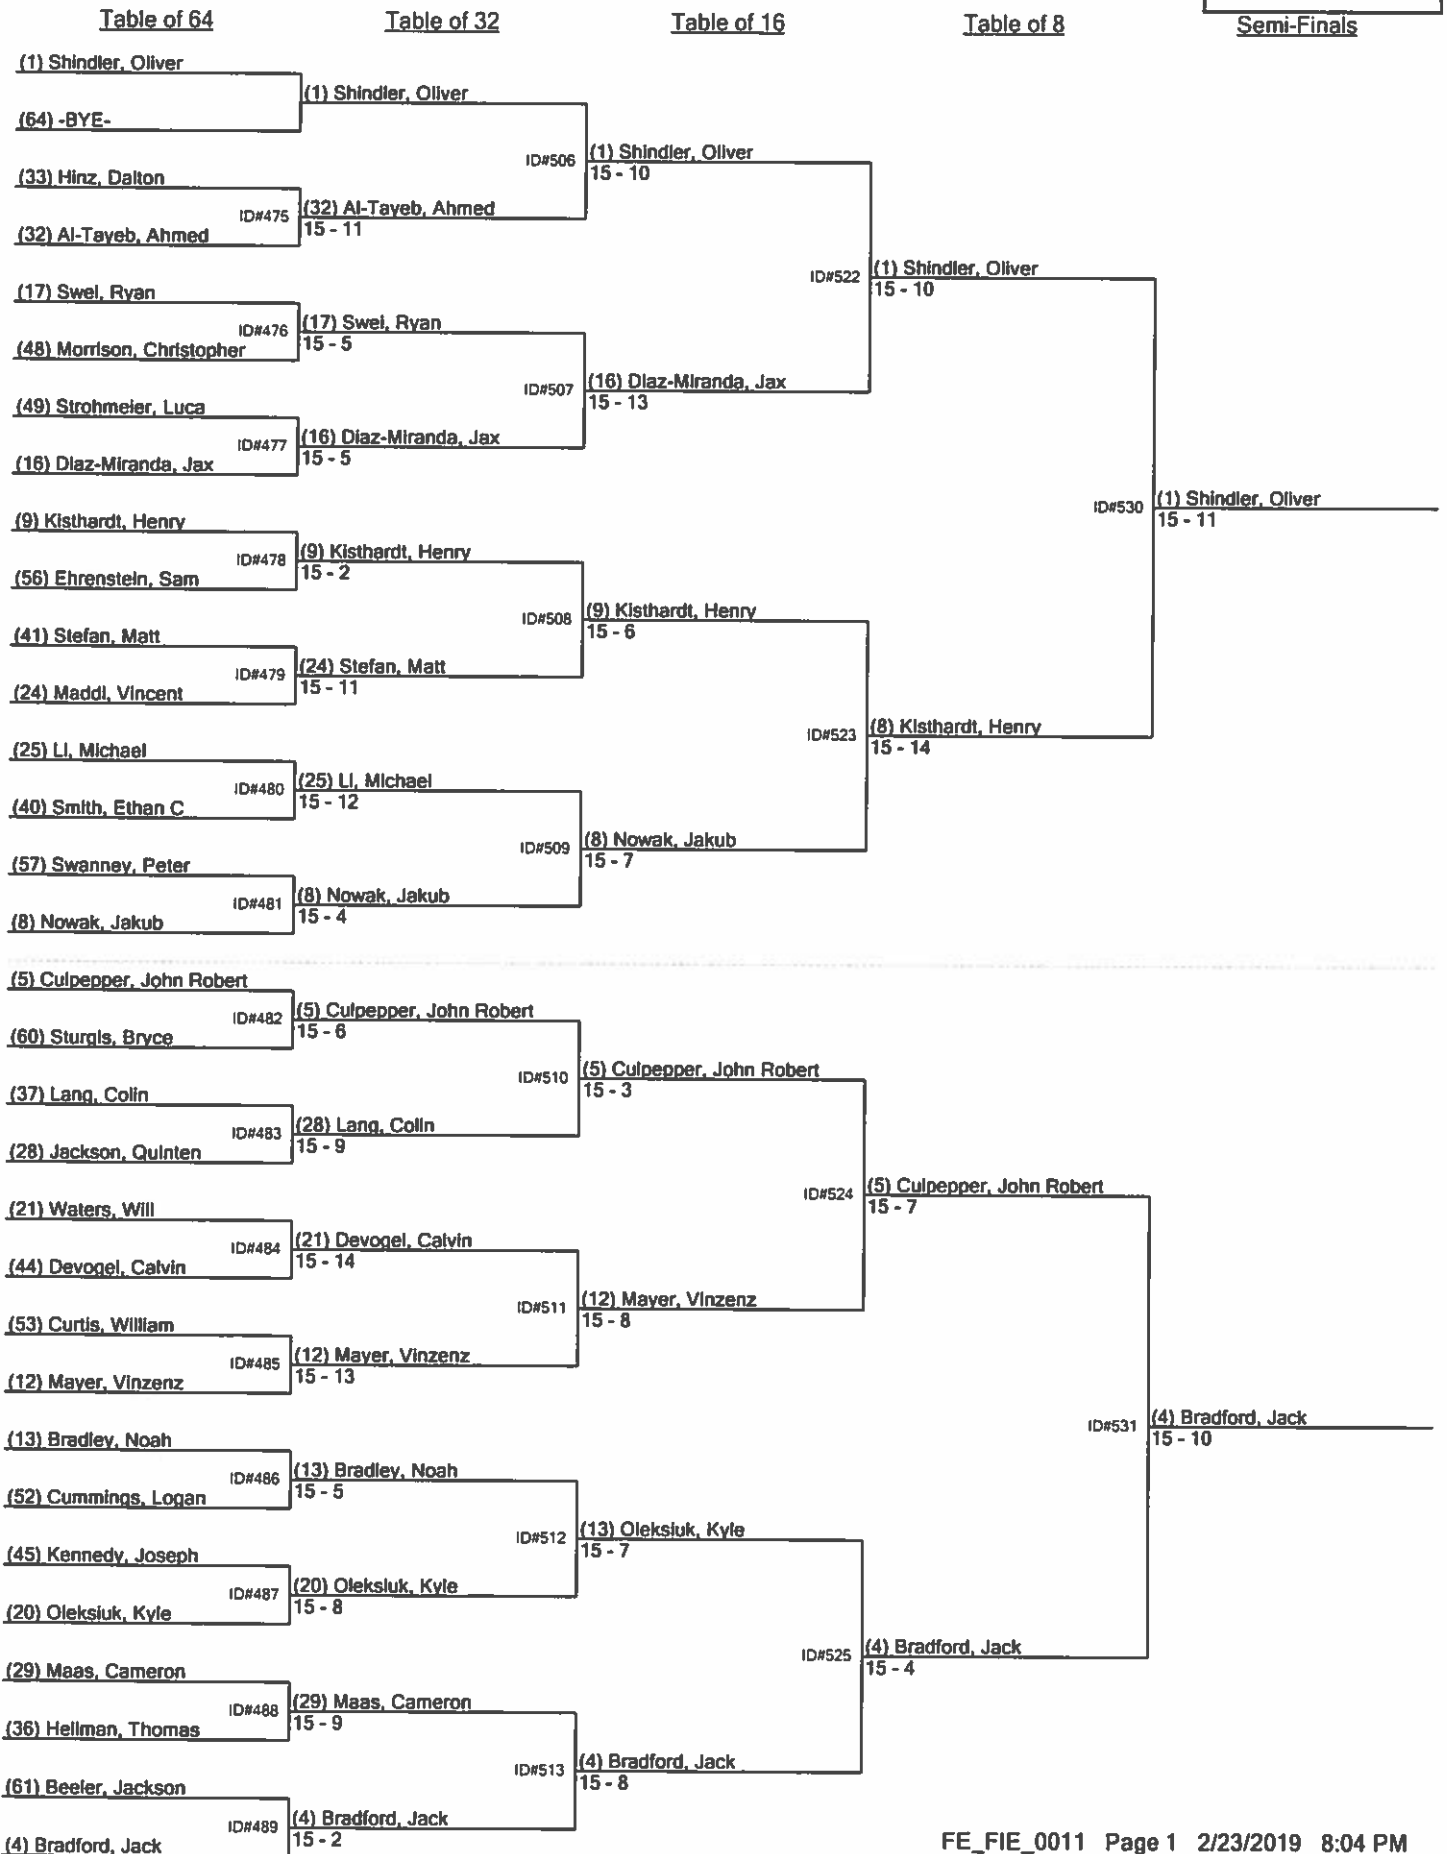 Table of 64 Table of 32 Table of 16 Table of 8 Semi-Finals
(1) Shindler, Oliver
(1) Shindler, Oliver
(64) -BYE-
ID#506 (1) Shindler, Oliver
15 - 10
(33) Hinz, Dalton
ID#475 (32) Al-Tayeb, Ahmed
15 - 11
(32) Al-Tayeb, Ahmed
ID#522 (1) Shindler, Oliver
15 - 10
(17) Swei, Ryan
ID#476 (17) Swei, Ryan
15 - 5
(48) Morrison, Christopher
ID#507 (16) Diaz-Miranda, Jax
15 - 13
(49) Strohmeier, Luca
ID#477 (16) Diaz-Miranda, Jax
15 - 5
(16) Diaz-Miranda, Jax
ID#530 (1) Shindler, Oliver
15 - 11
(9) Kisthardt, Henry
ID#478 (9) Kisthardt, Henry
15 - 2
(56) Ehrenstein, Sam
ID#508 (9) Kisthardt, Henry
15 - 6
(41) Stefan, Matt
ID#479 (24) Stefan, Matt
15 - 11
(24) Maddi, Vincent
ID#523 (8) Kisthardt, Henry
15 - 14
(25) Li, Michael
ID#480 (25) Li, Michael
15 - 12
(40) Smith, Ethan C
ID#509 (8) Nowak, Jakub
15 - 7
(57) Swanney, Peter
ID#481 (8) Nowak, Jakub
15 - 4
(8) Nowak, Jakub
(5) Culpepper, John Robert
ID#482 (5) Culpepper, John Robert
15 - 6
(60) Sturgis, Bryce
ID#510 (5) Culpepper, John Robert
15 - 3
(37) Lang, Colin
ID#483 (28) Lang, Colin
15 - 9
(28) Jackson, Quinten
ID#524 (5) Culpepper, John Robert
15 - 7
(21) Waters, Will
ID#484 (21) Devogel, Calvin
15 - 14
(44) Devogel, Calvin
ID#511 (12) Mayer, Vinzenz
15 - 8
(53) Curtis, William
ID#485 (12) Mayer, Vinzenz
15 - 13
(12) Mayer, Vinzenz
ID#531 (4) Bradford, Jack
15 - 10
(13) Bradley, Noah
ID#486 (13) Bradley, Noah
15 - 5
(52) Cummings, Logan
ID#512 (13) Oleksiuk, Kyle
15 - 7
(45) Kennedy, Joseph
ID#487 (20) Oleksiuk, Kyle
15 - 8
(20) Oleksiuk, Kyle
ID#525 (4) Bradford, Jack
15 - 4
(29) Maas, Cameron
ID#488 (29) Maas, Cameron
15 - 9
(36) Hellman, Thomas
ID#513 (4) Bradford, Jack
15 - 8
(61) Beeler, Jackson
ID#489 (4) Bradford, Jack
15 - 2
(4) Bradford, Jack
FE_FIE_0011 Page 1 2/23/2019 8:04 PM